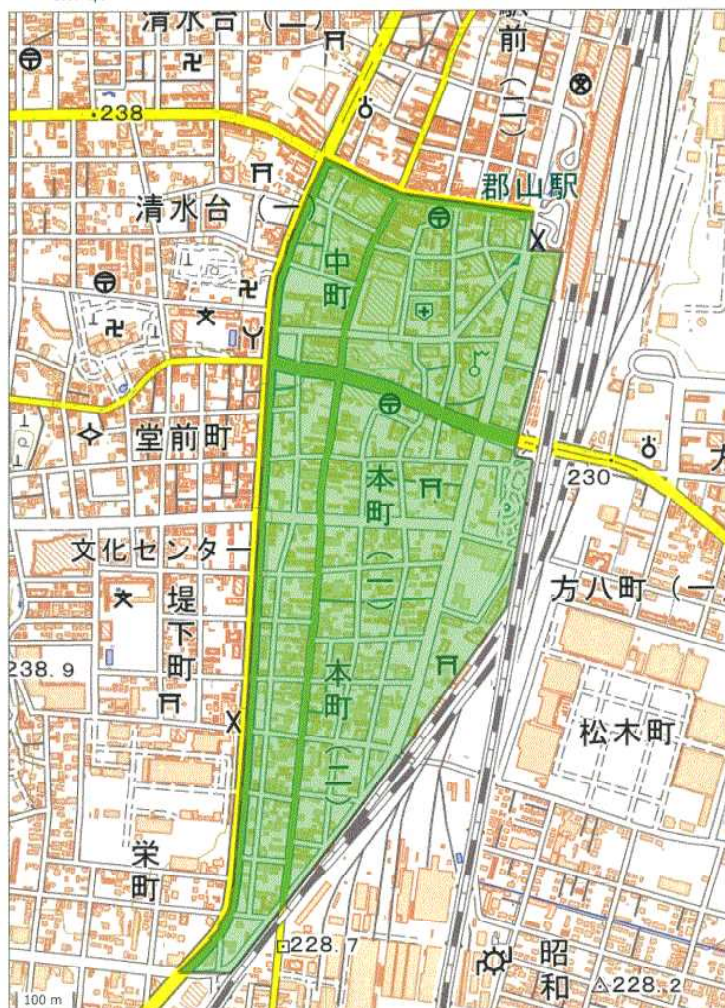 清水台(二)
駅前(二)
238
郡山駅
清水台(一)
中町
堂前町
230
本町(一)
文化センター
方八町(一
堤下町
238.9
本町(二)
松木町
栄町
228.7
昭和
228.2
100 m